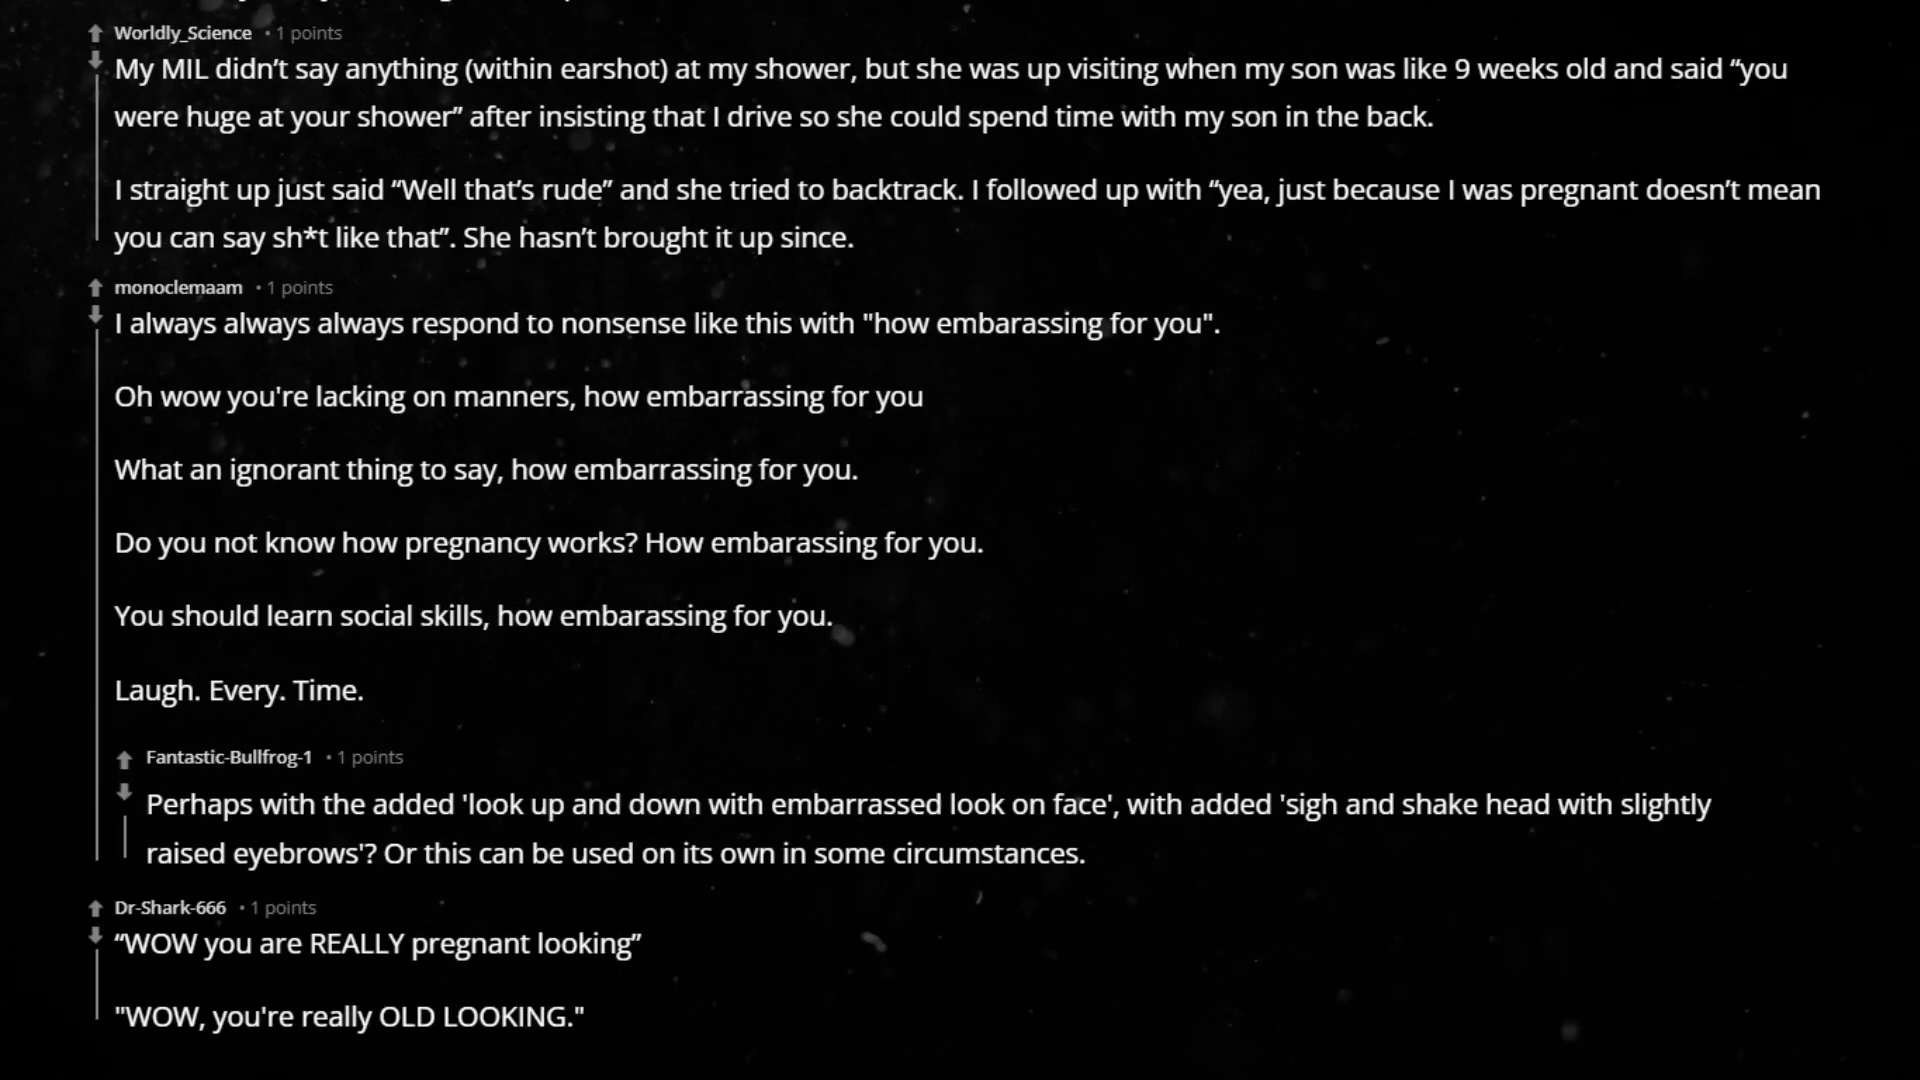 Worldly_Science • 1 points
My MIL didn’t say anything (within earshot) at my shower, but she was up visiting when my son was like 9 weeks old and said “you
were huge at your shower” after insisting that I drive so she could spend time with my son in the back.
I straight up just said “Well that’s rude” and she tried to backtrack. I followed up with “yea, just because I was pregnant doesn’t mean
you can say sh*t like that”. She hasn’t brought it up since.
monoclemaam • 1 points
I always always always respond to nonsense like this with "how embarassing for you".
Oh wow you're lacking on manners, how embarrassing for you
What an ignorant thing to say, how embarrassing for you.
Do you not know how pregnancy works? How embarassing for you.
You should learn social skills, how embarassing for you.
Laugh. Every. Time.
Fantastic-Bullfrog-1 • 1 points
Perhaps with the added 'look up and down with embarrassed look on face', with added 'sigh and shake head with slightly
raised eyebrows'? Or this can be used on its own in some circumstances.
Dr-Shark-666 • 1 points
“WOW you are REALLY pregnant looking”
"WOW, you're really OLD LOOKING."